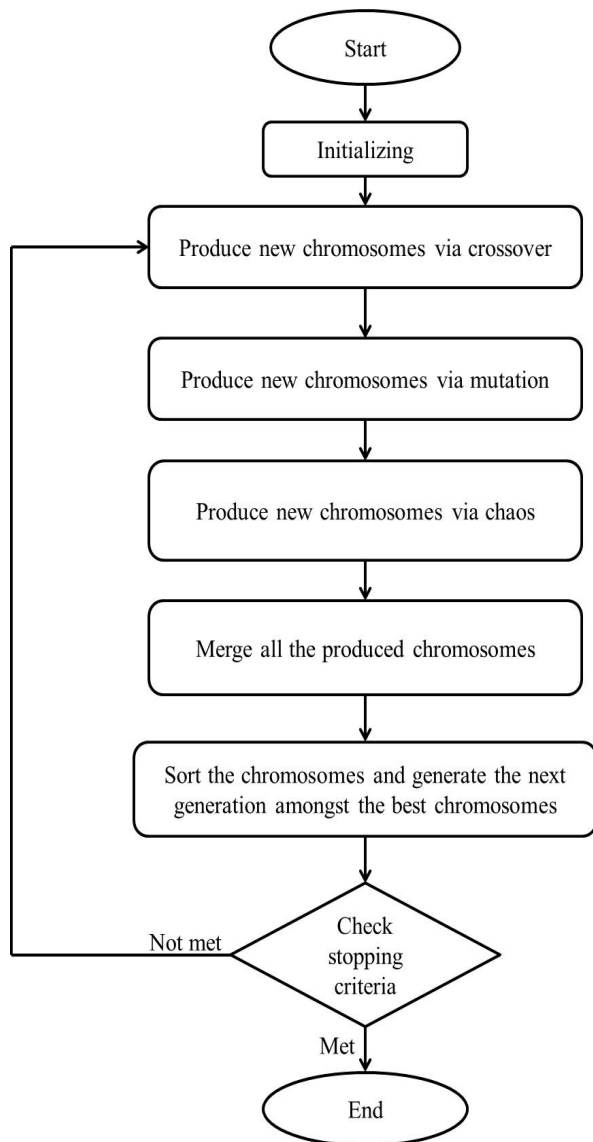 Start
Initializing
Produce new chromosomes via crossover
Produce new chromosomes via mutation
Produce new chromosomes via chaos
Merge all the produced chromosomes
Sort the chromosomes and generate the next
generation amongst the best chromosomes
Check
stopping
criteria
Not met
Met
End